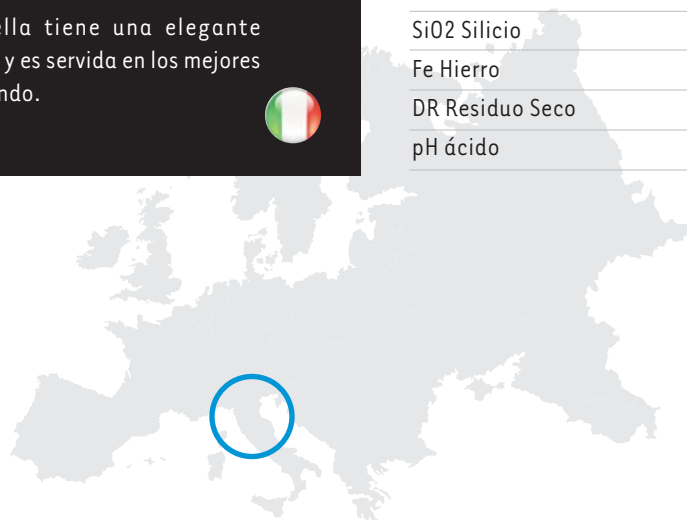 ella tiene una elegante
y es servida en los mejores
ndo.
SiO2 Silicio
Fe Hierro
DR Residuo Seco
pH ácido